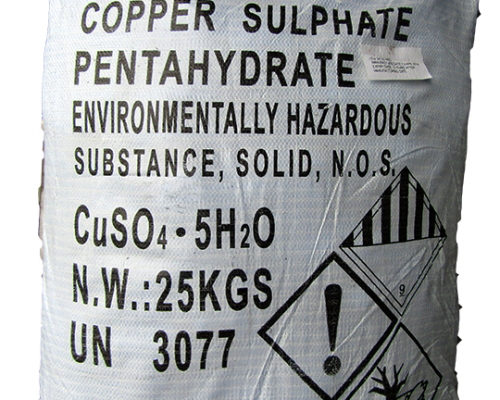 COPPER SULPHATE
PENTAHYDRATE
ENVIRONMENTALLY HAZARDOUS
SUBSTANCE, SOLID, N.O.S.
CuSO₄·5H₂O
N.W.:25KGS
UN 3077
9